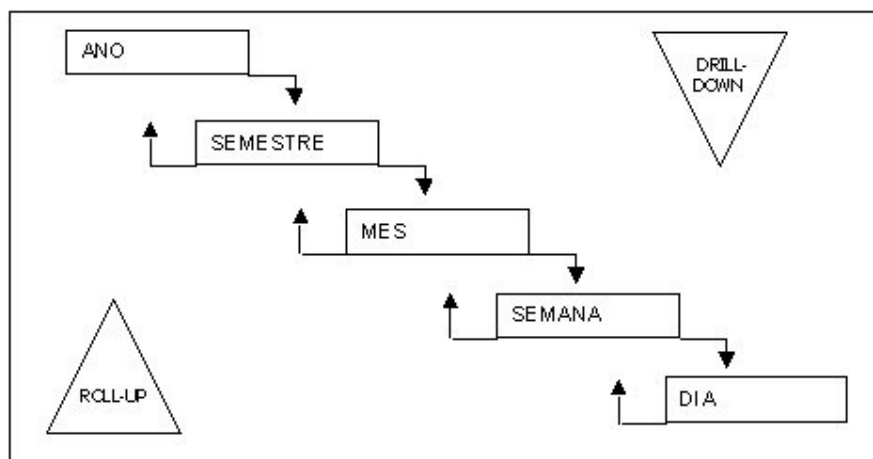 ANO
DRILL-
DOWN
SEMESTRE
MES
SEMANA
ROLL-UP
DIA